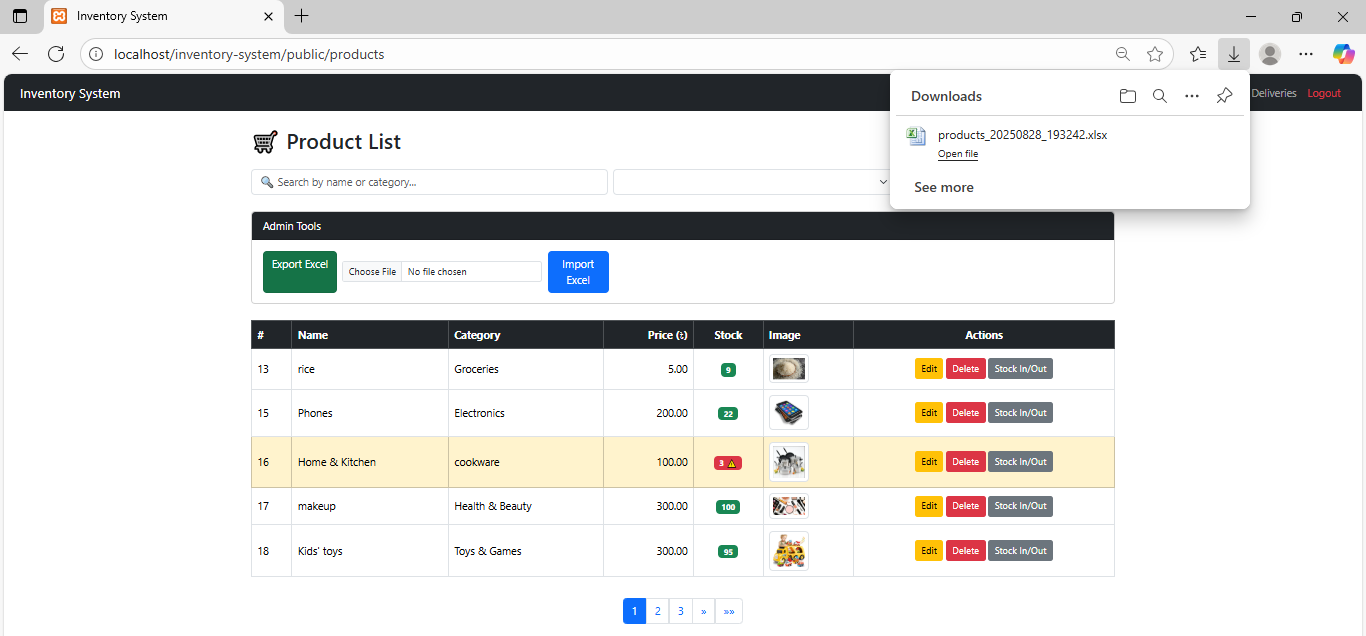 Inventory System
localhost/inventory-system/public/products
Inventory System
Deliveries Logout
Downloads
products_20250828_193242.xlsx
Open file
See more
Product List
Search by name or category...
Admin Tools
Export Excel
Choose File No file chosen
Import
Excel
# Name Category Price (₺) Stock Image Actions
13 rice Groceries 5.00 9 Edit Delete Stock In/Out
15 Phones Electronics 200.00 22 Edit Delete Stock In/Out
16 Home & Kitchen cookware 100.00 3 ⚠ Edit Delete Stock In/Out
17 makeup Health & Beauty 300.00 100 Edit Delete Stock In/Out
18 Kids' toys Toys & Games 300.00 95 Edit Delete Stock In/Out
1 2 3 » »»